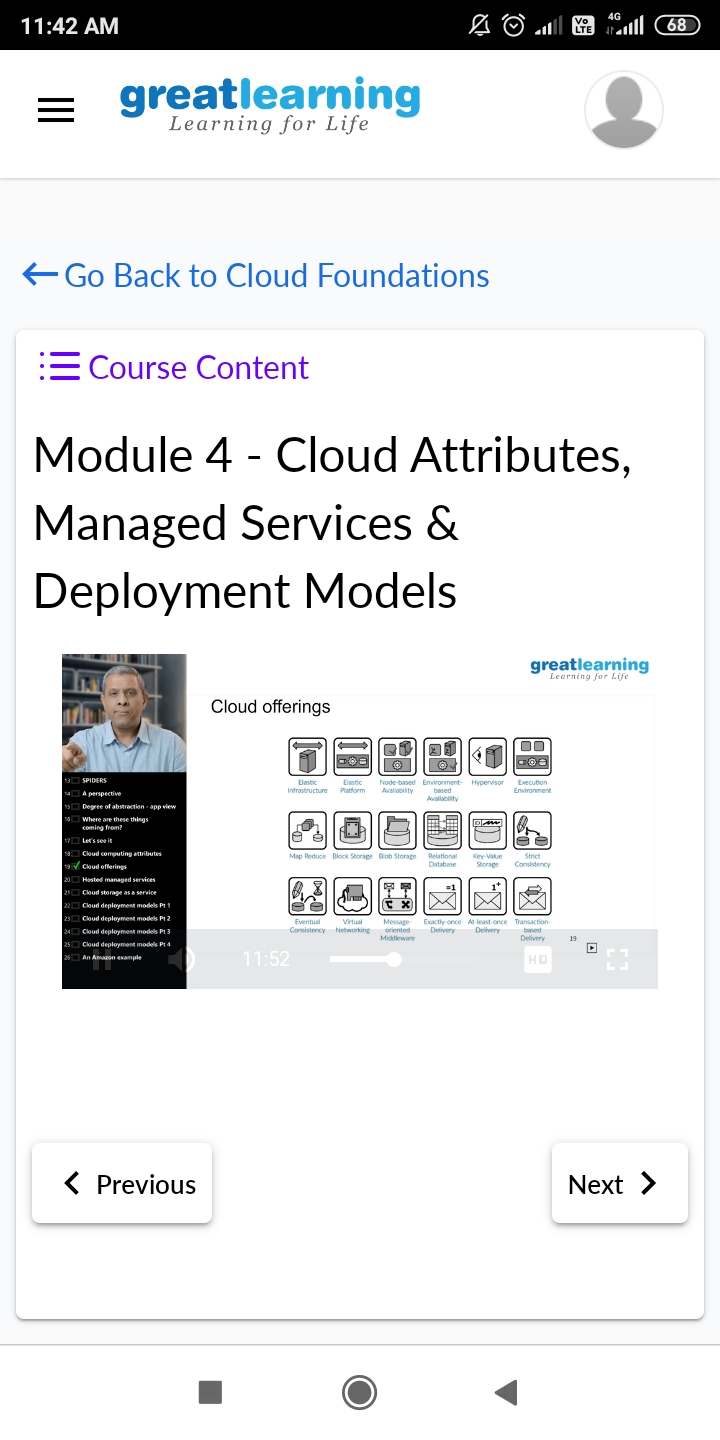 11:42 AM
Vo LTE
4G
68
greatlearning
Learning for Life
Go Back to Cloud Foundations
Course Content
Module 4 - Cloud Attributes,
Managed Services &
Deployment Models
greatlearning
Learning for Life
Cloud offerings
Elastic Infrastructure
Elastic Platform
Node-based Availability
Environment-based Availability
Hypervisor
Execution Environment
Map Reduce
Block Storage
Blob Storage
Relational Database
Key-Value Storage
Strict Consistency
Eventual Consistency
Virtual Networking
Message-oriented Middleware
=1
Exactly-once Delivery
1+
At-least-once Delivery
Transaction-based Delivery
13 SPIDERS
14 A perspective
15 Degree of abstraction - app view
16 Where are these things
coming from?
17 Let's see it
18 Cloud computing attributes
19 Cloud offerings
20 Hosted managed services
21 Cloud storage as a service
22 Cloud deployment models Pt 1
23 Cloud deployment models Pt 2
24 Cloud deployment models Pt 3
25 Cloud deployment models Pt 4
26 An Amazon example
19
11:52
HD
Previous
Next